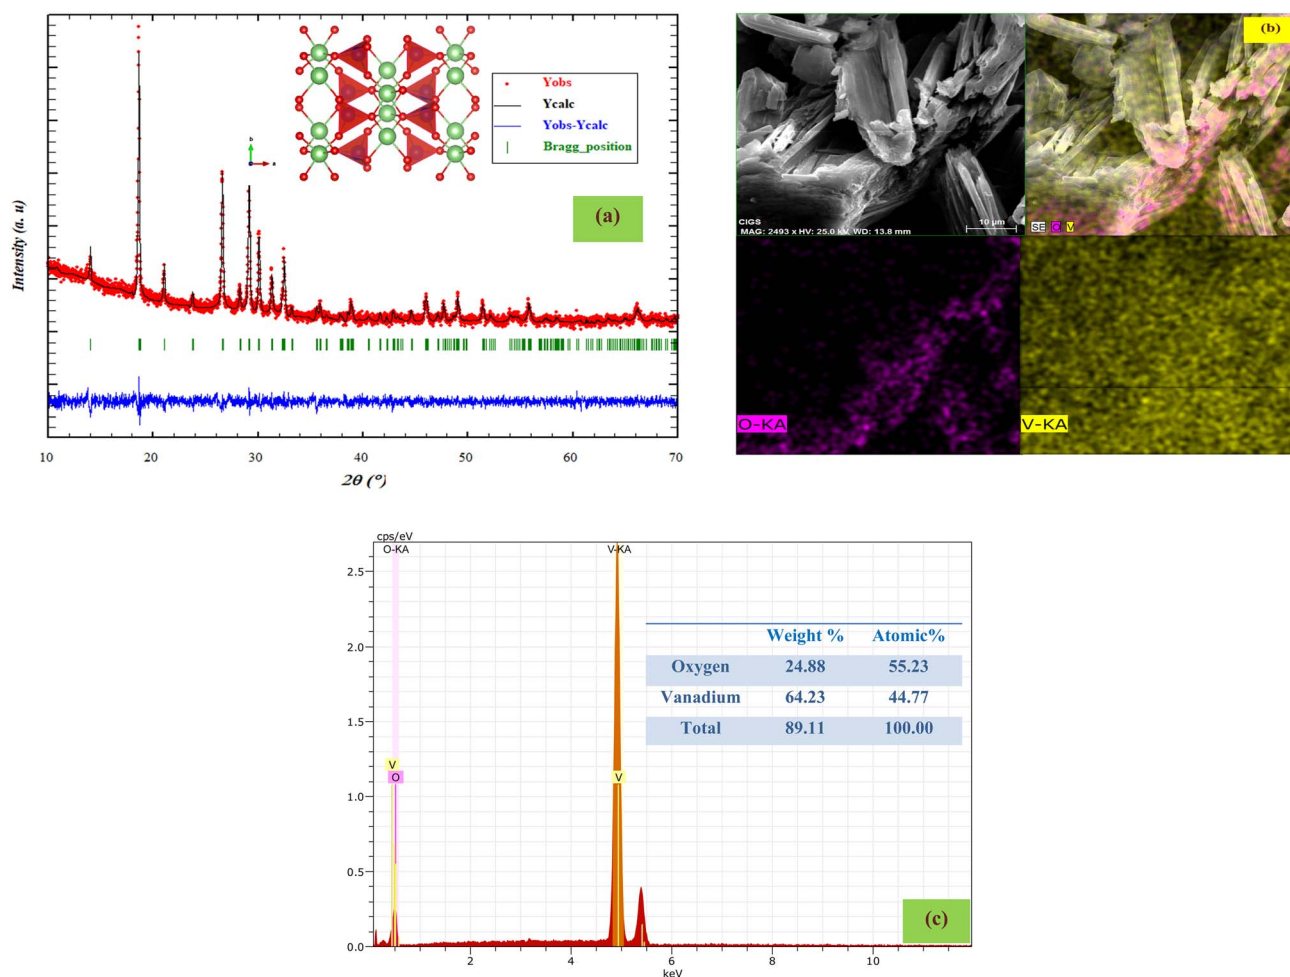 Yobs
Ycalc
Yobs-Ycalc
Bragg_position
b
a
(a)
Intensity (a. u)
10 20 30 40 50 60 70
2θ (°)
(b)
CIGS
MAG: 2493 x HV: 25.0 kV WD: 13.8 mm
10 µm
SE O V
O-KA
V-KA
cps/eV
O-KA
V-KA
2.5
2.0
1.5
1.0
0.5
0.0
V
O
V
Weight % Atomic%
Oxygen 24.88 55.23
Vanadium 64.23 44.77
Total 89.11 100.00
(c)
2 4 6 8 10
keV